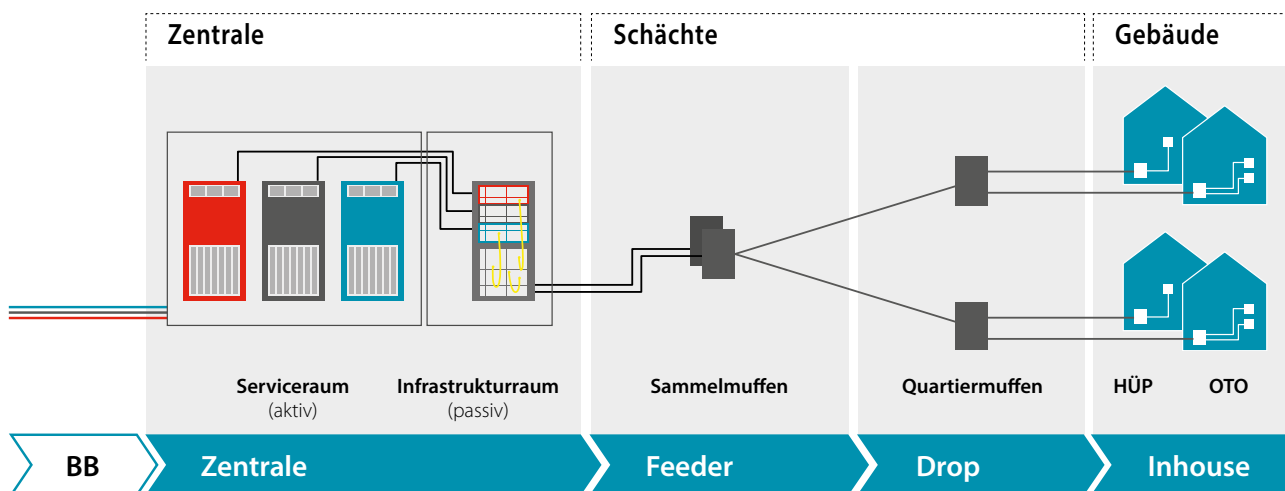 Zentrale
Schächte
Gebäude
Serviceraum
(aktiv)
Infrastrukturraum
(passiv)
Sammelmuffen
Quartiermuffen
HÜP
OTO
BB
Zentrale
Feeder
Drop
Inhouse